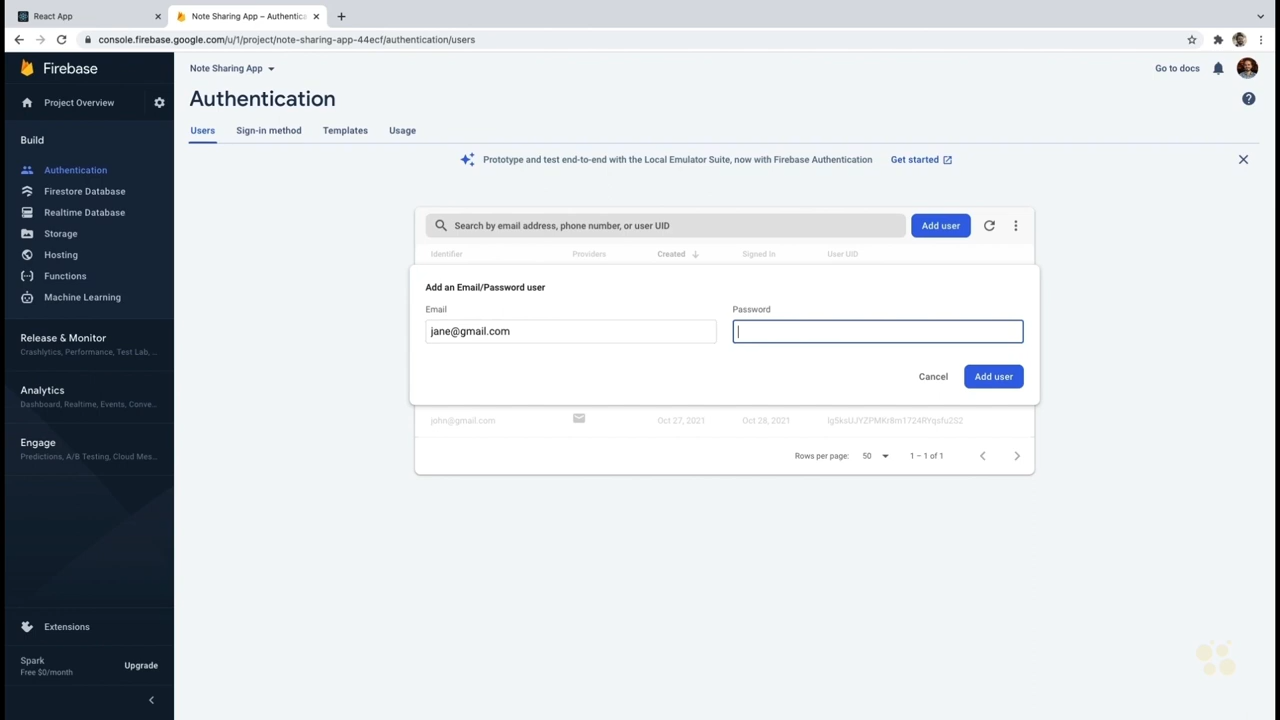 React App
Note Sharing App – Authentica
console.firebase.google.com/u/1/project/note-sharing-app-44ecf/authentication/users
Firebase
Project Overview
Build
Authentication
Firestore Database
Realtime Database
Storage
Hosting
Functions
Machine Learning
Release & Monitor
Crashlytics, Performance, Test Lab, ...
Analytics
Dashboard, Realtime, Events, Conve...
Engage
Predictions, A/B Testing, Cloud Mes...
Extensions
Spark
Free $0/month
Upgrade
Note Sharing App
Go to docs
Authentication
Users Sign-in method Templates Usage
Prototype and test end-to-end with the Local Emulator Suite, now with Firebase Authentication Get started
Search by email address, phone number, or user UID
Add user
Identifier Providers Created Signed In User UID
Add an Email/Password user
Email Password
jane@gmail.com
Cancel Add user
john@gmail.com Oct 27, 2021 Oct 28, 2021
Rows per page: 50 1 – 1 of 1